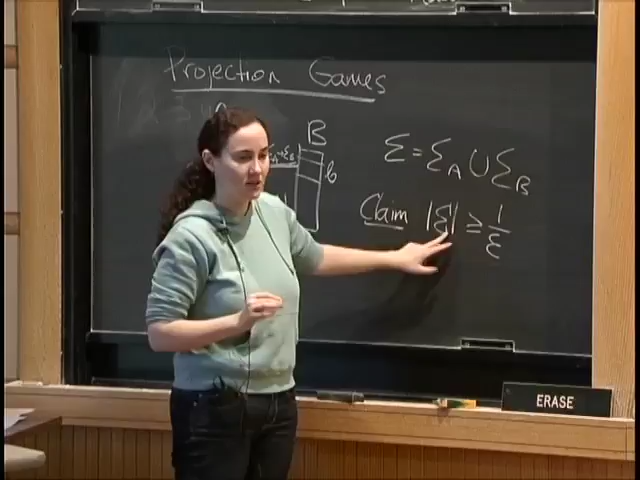 Projection Games
B
b
Σ = Σ_A ∪ Σ_B
Claim |Σ| ≥ 1/ε
ERASE